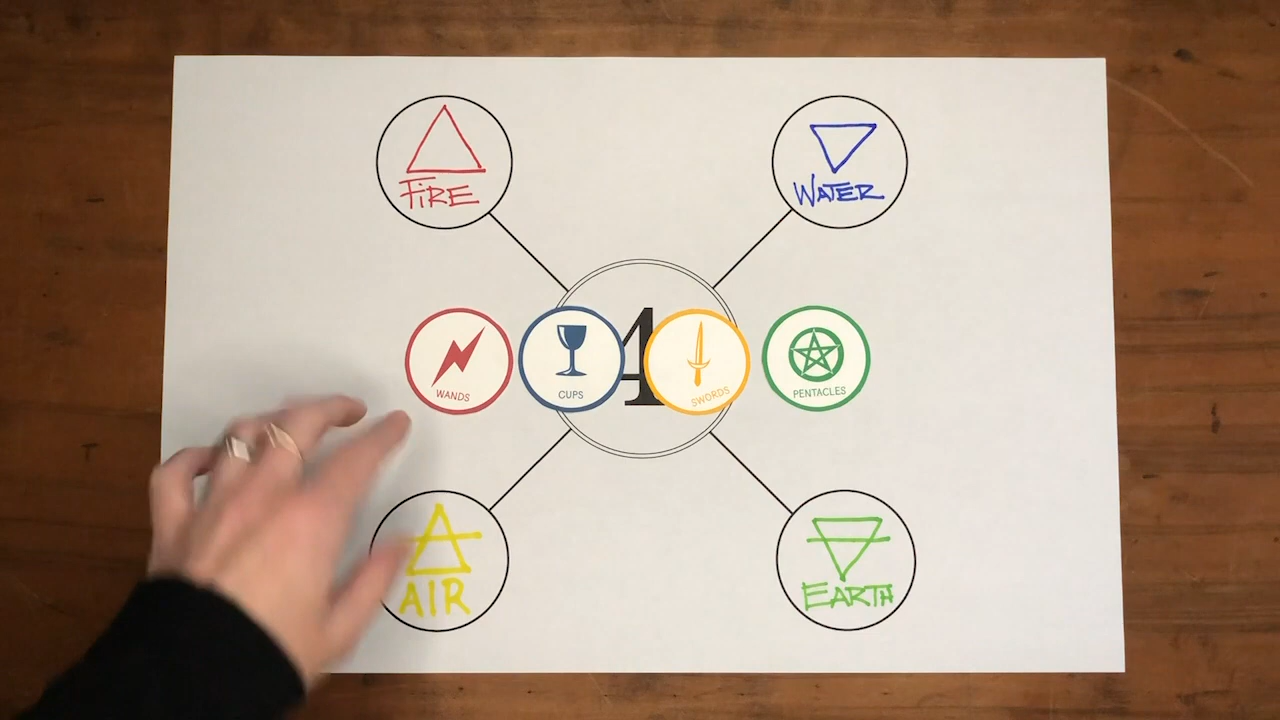 FiRE
WATER
4
WANDS
CUPS
SWORDS
PENTACLES
AIR
EARTH